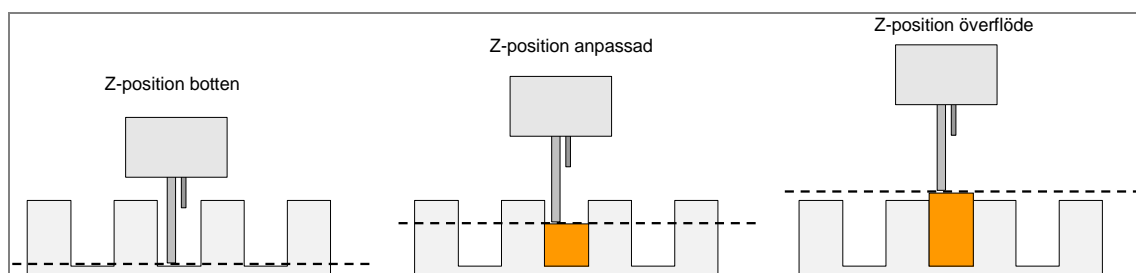 Z-position botten
Z-position anpassad
Z-position överflöde